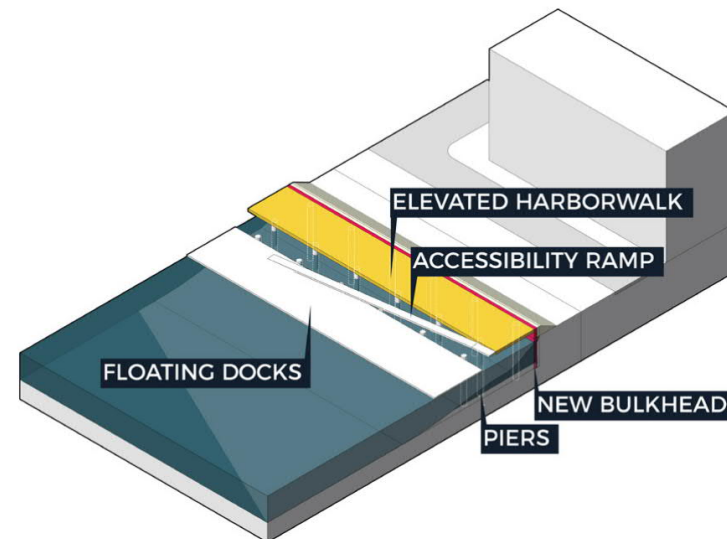 ELEVATED HARBORWALK
ACCESSIBILITY RAMP
FLOATING DOCKS
NEW BULKHEAD
PIERS